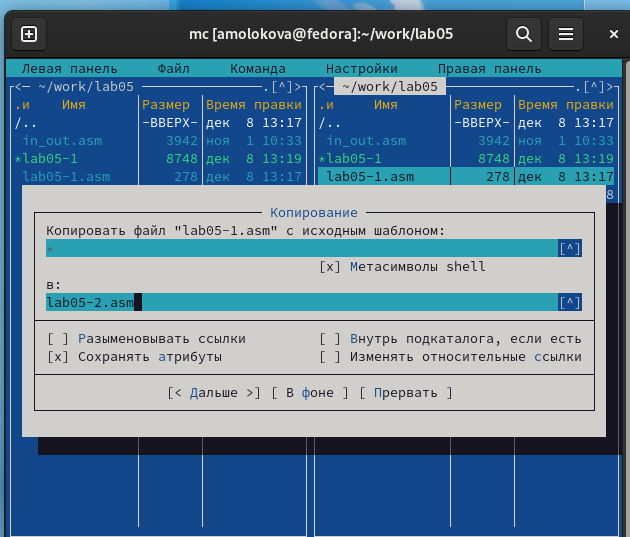 mc [amolokova@fedora]:~/work/lab05
Левая панель Файл Команда Настройки Правая панель
<— ~/work/lab05 .[^]> <— ~/work/lab05 .[^]>
.и Имя Размер Время правки .и Имя Размер Время правки
/.. -ВВЕРХ- дек 8 13:17 /.. -ВВЕРХ- дек 8 13:17
in_out.asm 3942 ноя 1 10:33 in_out.asm 3942 ноя 1 10:33
*lab05-1 8748 дек 8 13:19 *lab05-1 8748 дек 8 13:19
lab05-1.asm 278 дек 8 13:17 lab05-1.asm 278 дек 8 13:17
8
Копирование
Копировать файл "lab05-1.asm" с исходным шаблоном:
* [^]
[x] Метасимволы shell
в:
lab05-2.asm [^]
[ ] Разыменовывать ссылки [ ] Внутрь подкаталога, если есть
[x] Сохранять атрибуты [ ] Изменять относительные ссылки
[< Дальше >] [ В фоне ] [ Прервать ]